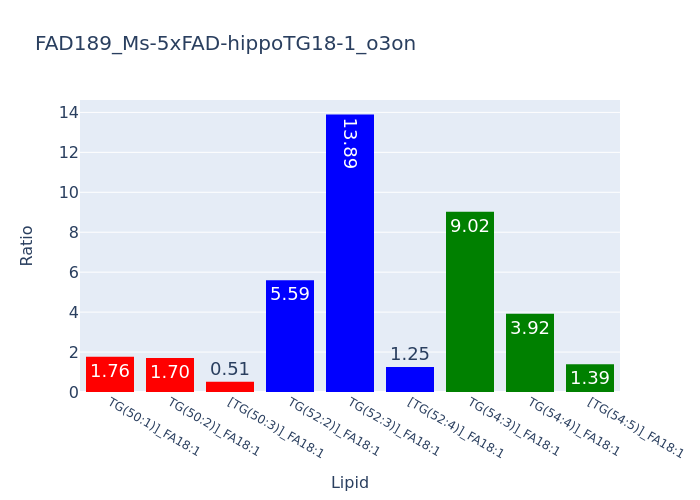 FAD189_Ms-5xFAD-hippoTG18-1_o3on
Ratio
14
12
10
8
6
4
2
0
1.76
1.70
0.51
5.59
13.89
1.25
9.02
3.92
1.39
TG(50:1)]_FA18:1
TG(50:2)]_FA18:1
[TG(50:3)]_FA18:1
TG(52:2)]_FA18:1
TG(52:3)]_FA18:1
[TG(52:4)]_FA18:1
TG(54:3)]_FA18:1
TG(54:4)]_FA18:1
[TG(54:5)]_FA18:1
Lipid